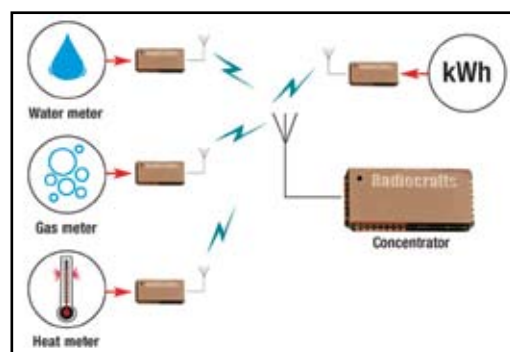 Water meter
kWh
Gas meter
Radiocrafts
Concentrator
Heat meter